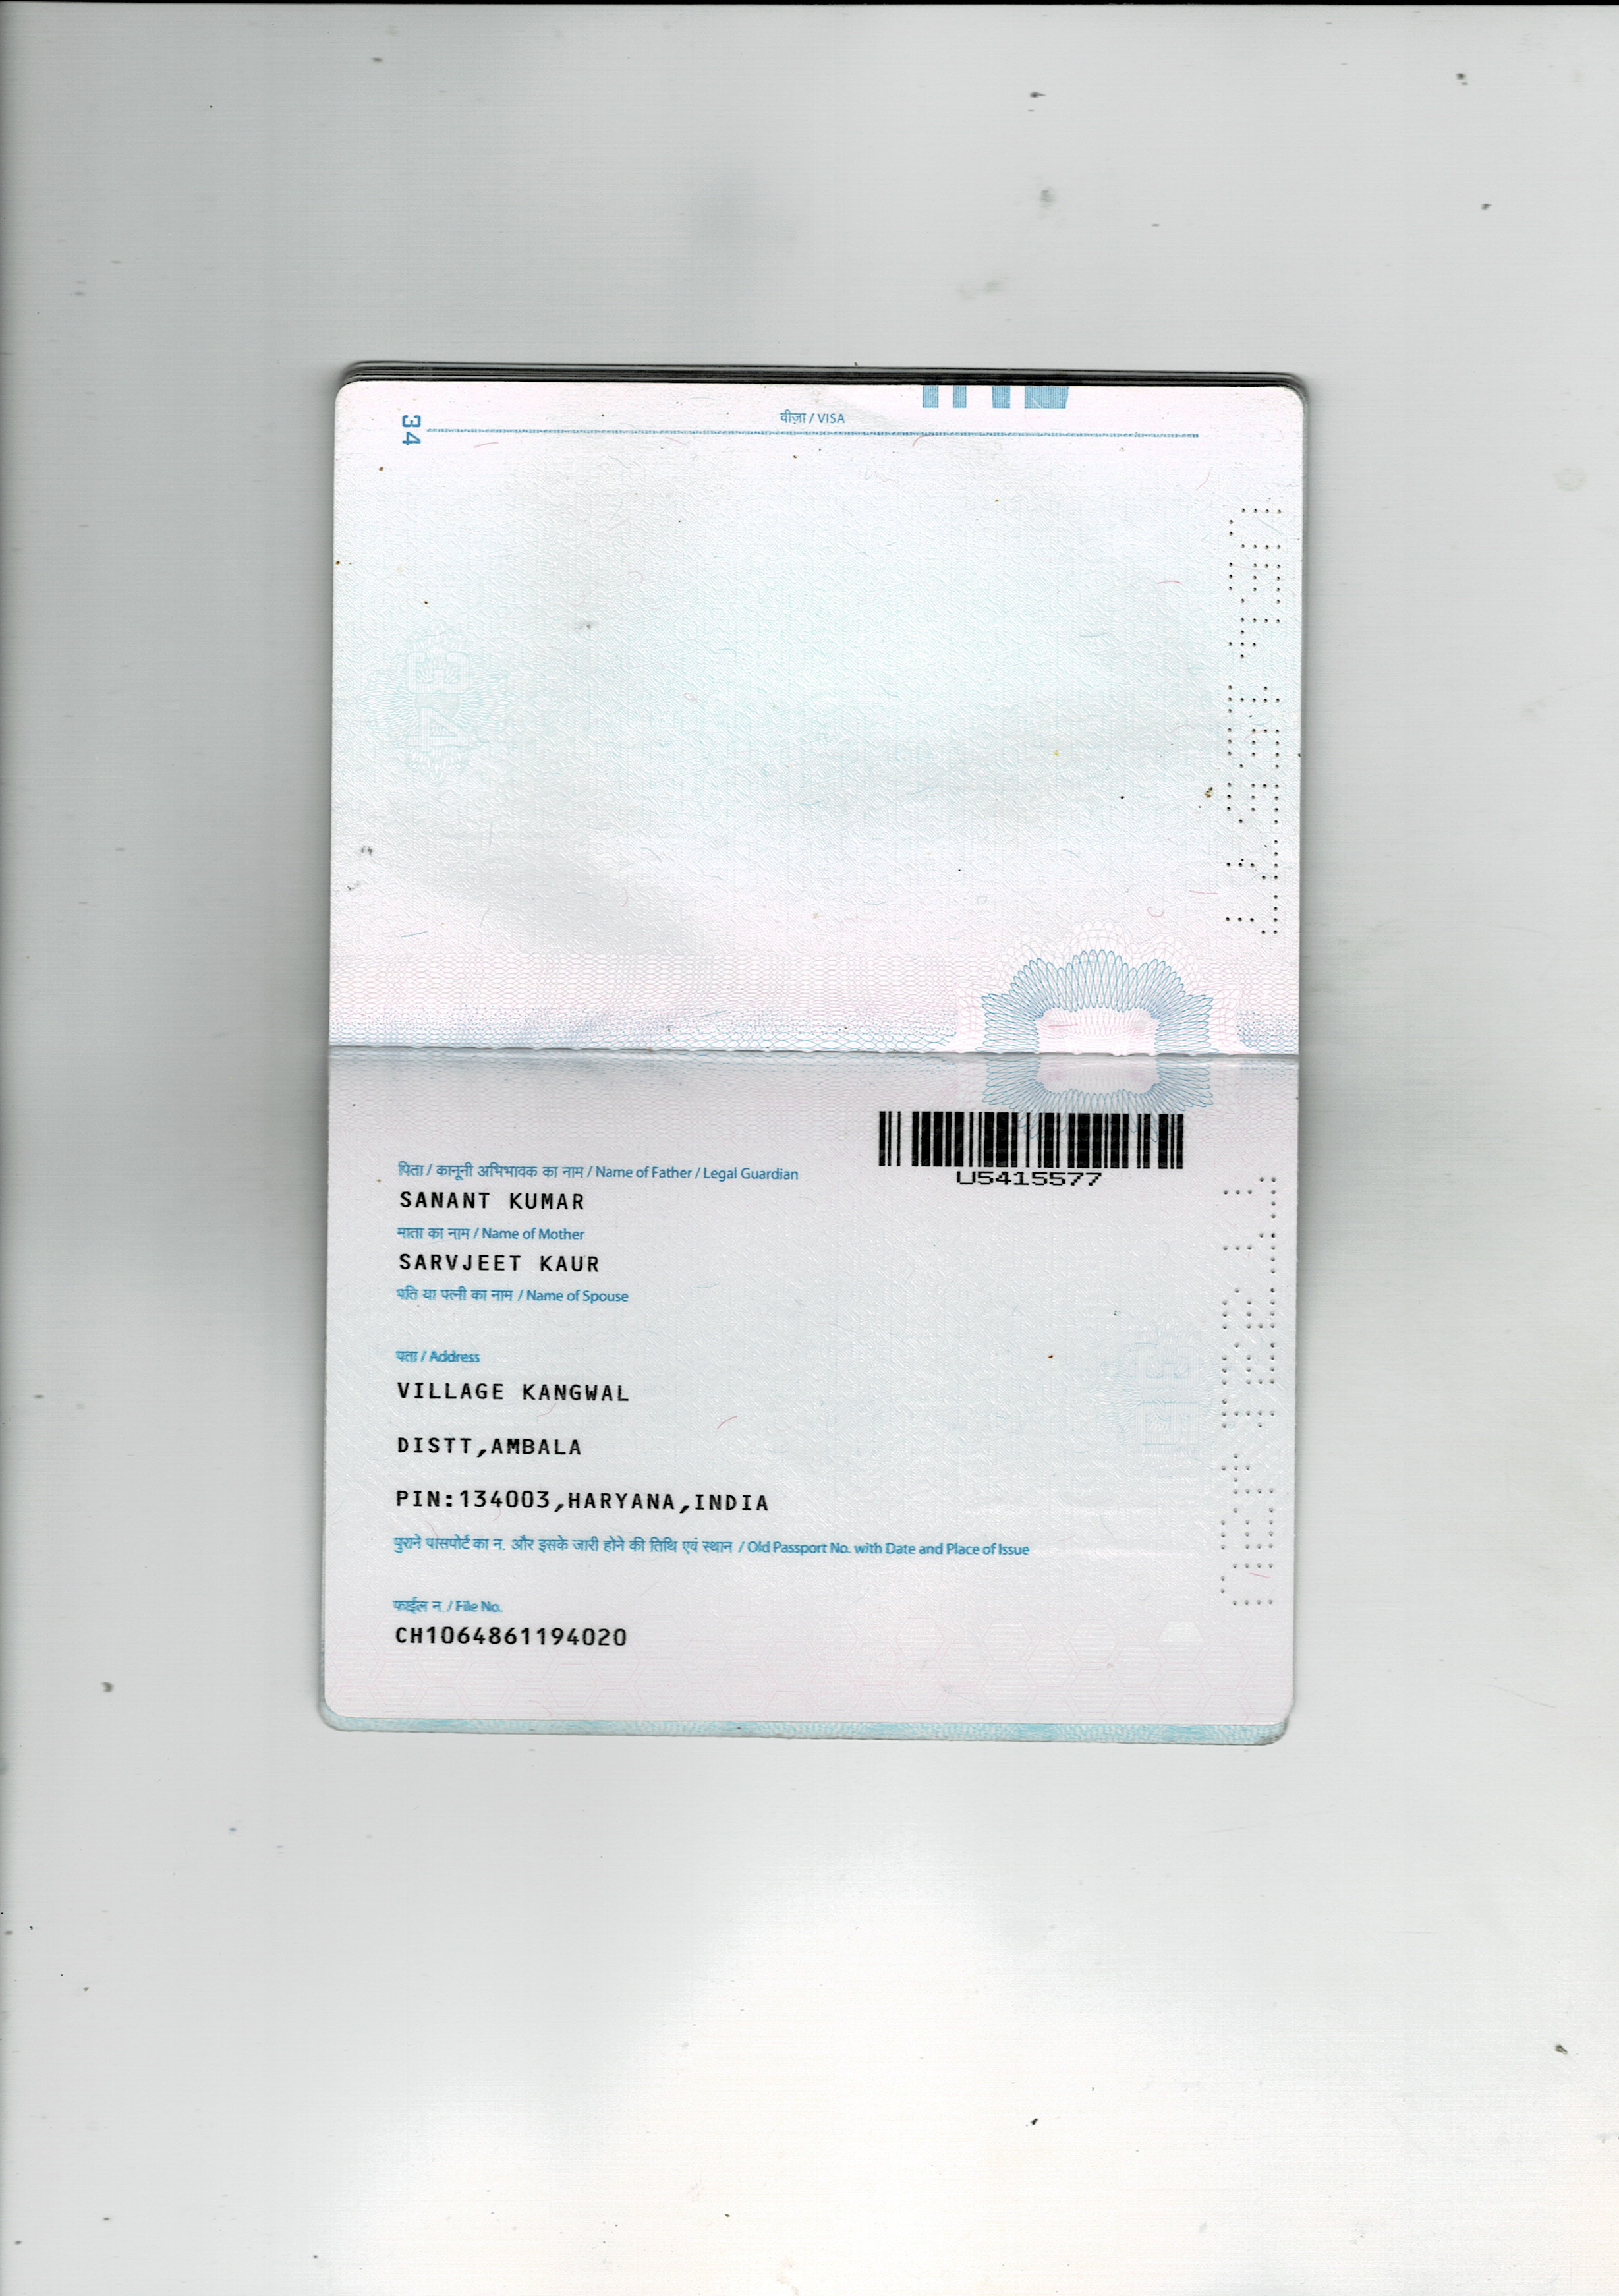 34
वीज़ा / VISA
U5415577
पिता / कानूनी अभिभावक का नाम / Name of Father / Legal Guardian
SANANT KUMAR
माता का नाम / Name of Mother
SARVJEET KAUR
पति या पत्नी का नाम / Name of Spouse
पता / Address
VILLAGE KANGWAL
DISTT,AMBALA
PIN:134003,HARYANA,INDIA
पुराने पासपोर्ट का न. और इसके जारी होने की तिथि एवं स्थान / Old Passport No. with Date and Place of Issue
फाईल न. / File No.
CH1064861194020